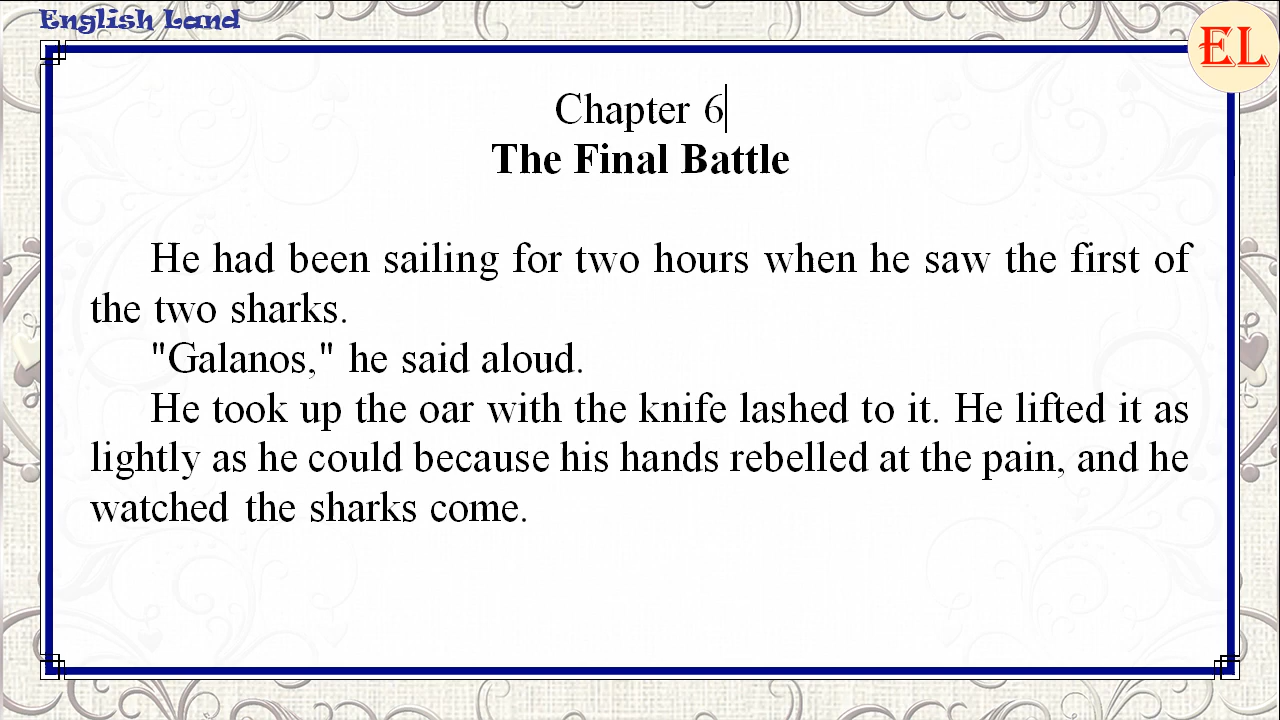 English Land
EL
Chapter 6
The Final Battle
He had been sailing for two hours when he saw the first of
the two sharks.
"Galanos," he said aloud.
He took up the oar with the knife lashed to it. He lifted it as
lightly as he could because his hands rebelled at the pain, and he
watched the sharks come.